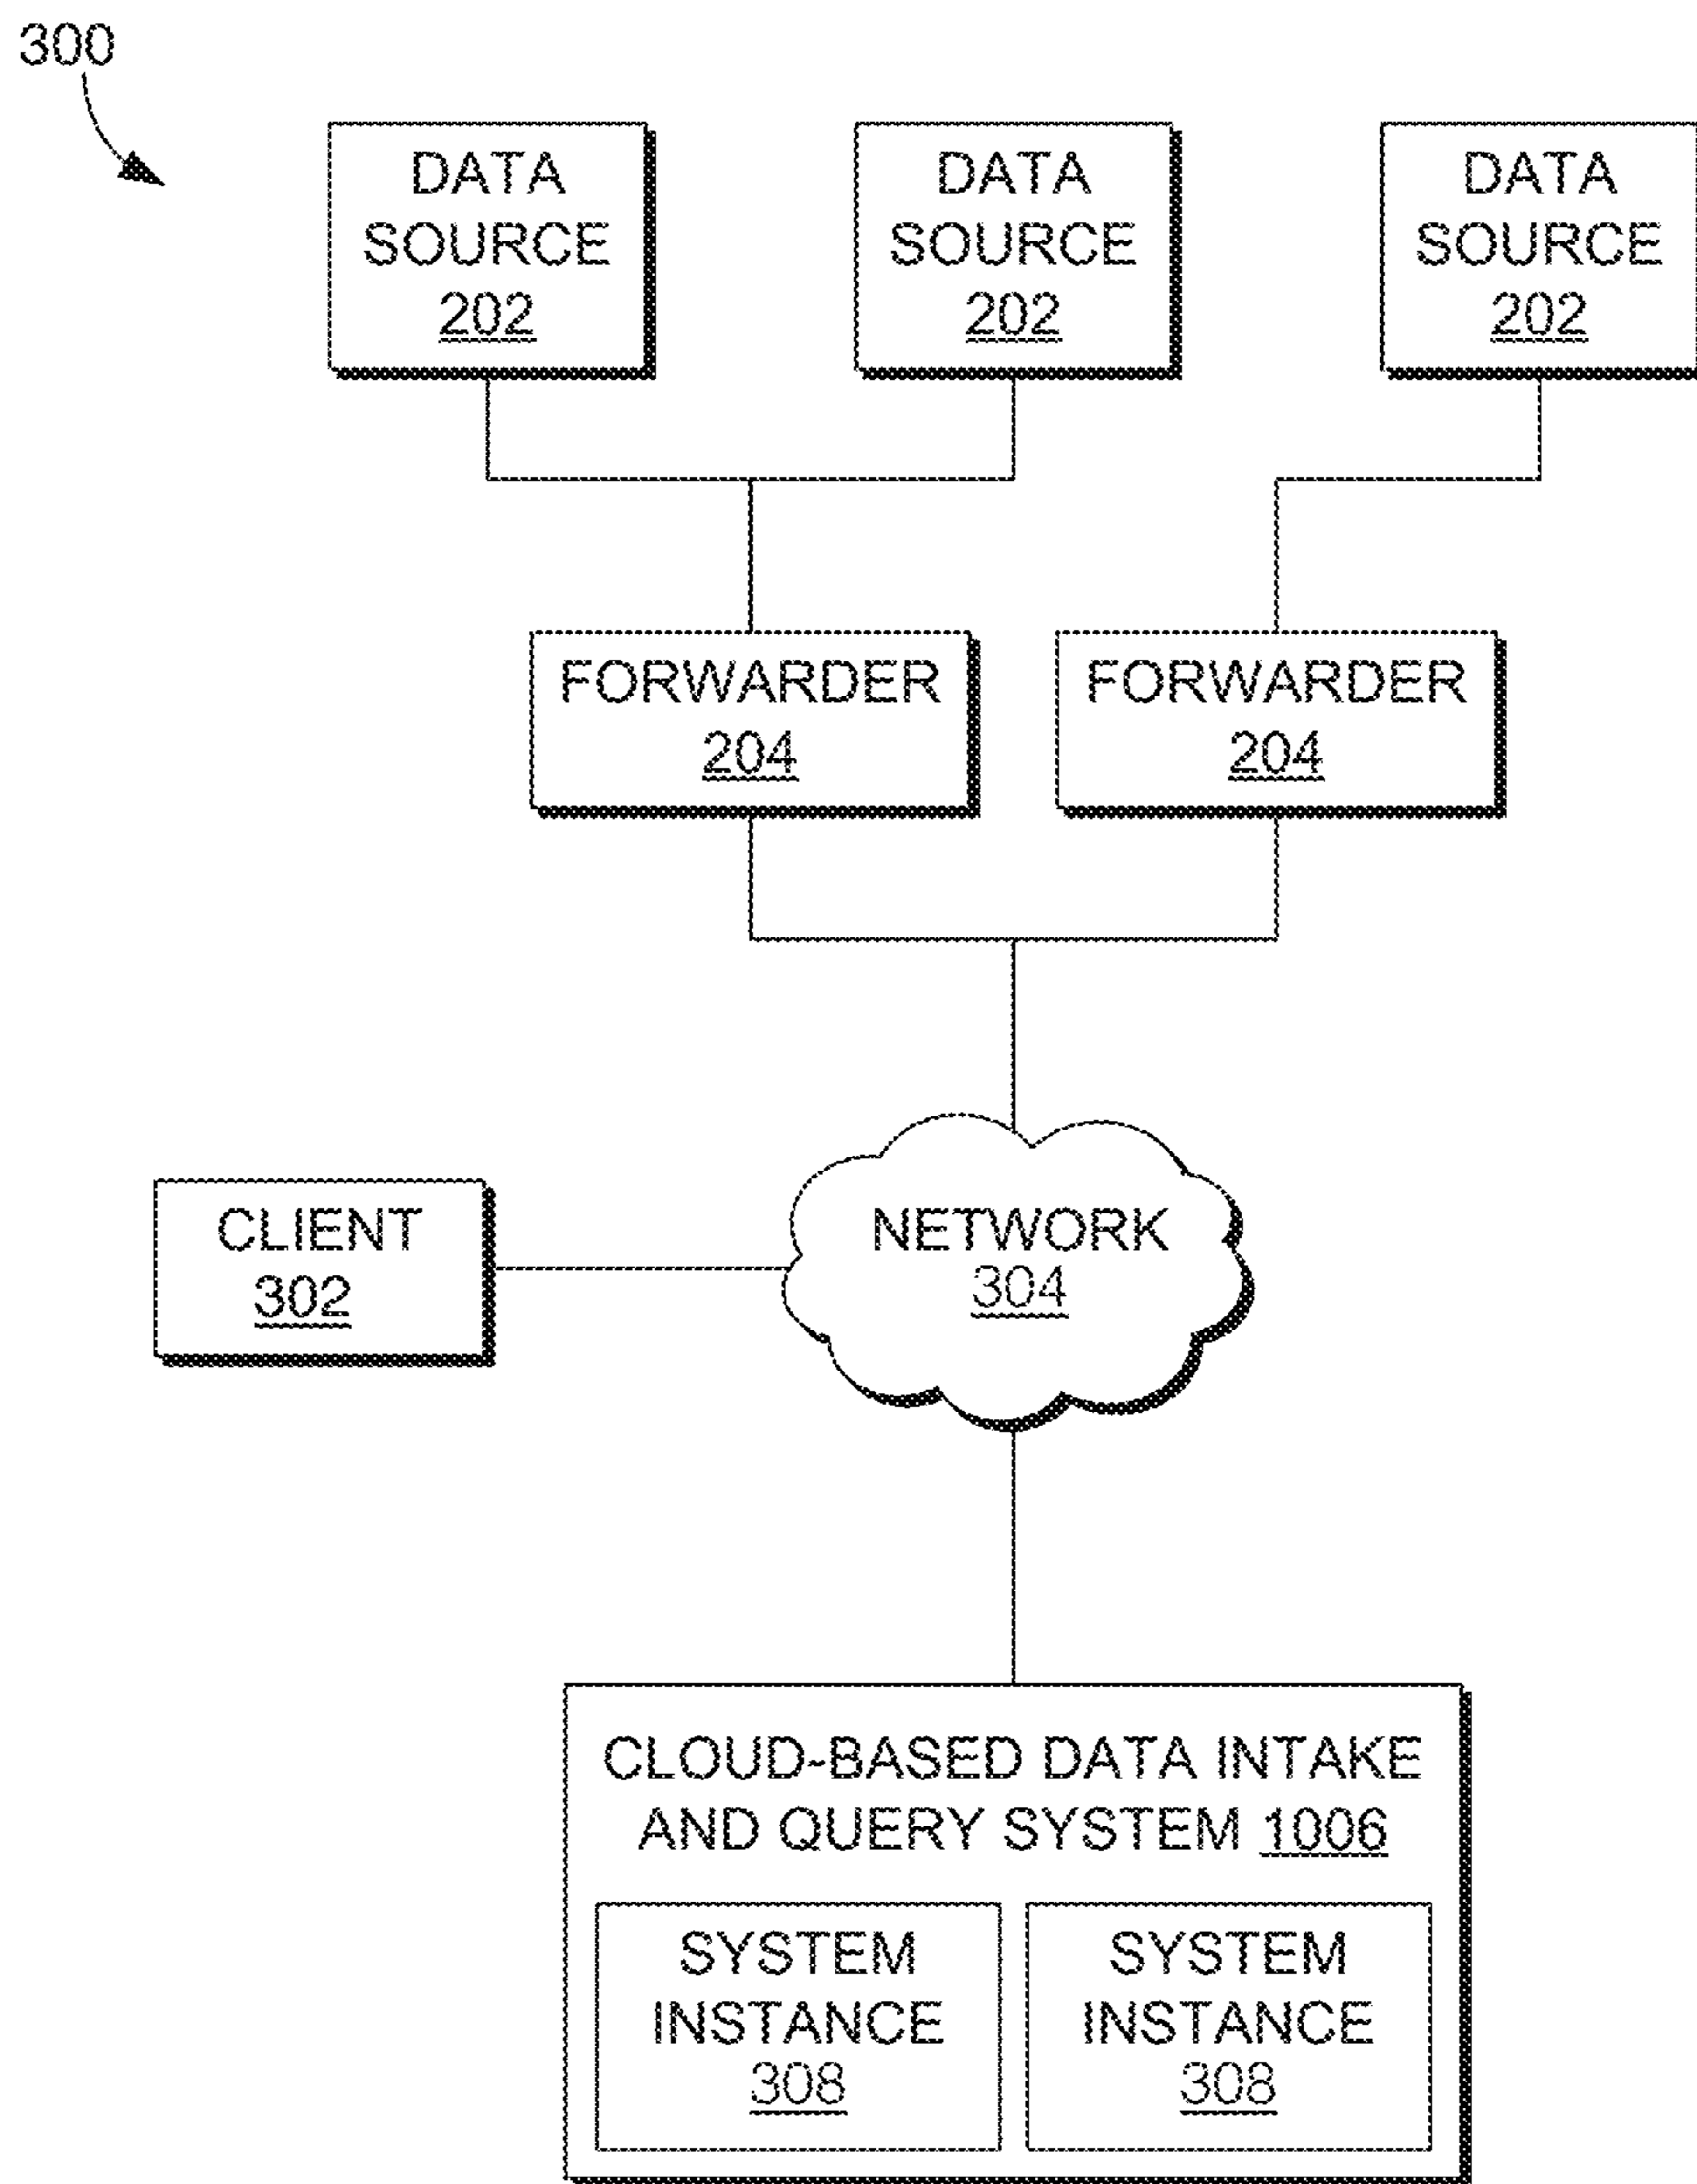 300
DATA
SOURCE
202
DATA
SOURCE
202
DATA
SOURCE
202
FORWARDER
204
FORWARDER
204
CLIENT
302
NETWORK
304
CLOUD-BASED DATA INTAKE
AND QUERY SYSTEM 1006
SYSTEM
INSTANCE
308
SYSTEM
INSTANCE
308